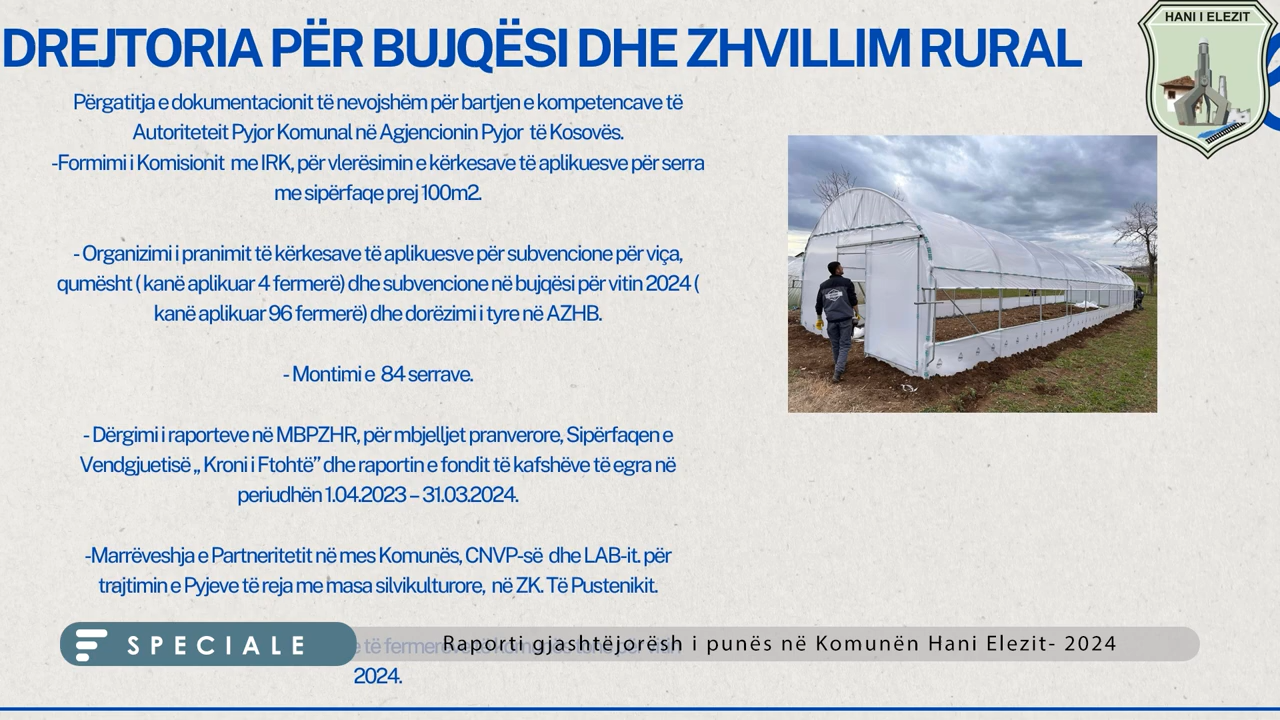 DREJTORIA PËR BUJQËSI DHE ZHVILLIM RURAL
HANI I ELEZIT
Përgatitja e dokumentacionit të nevojshëm për bartjen e kompetencave të
Autoriteteit Pyjor Komunal në Agjencionin Pyjor të Kosovës.
-Formimi i Komisionit me IRK, për vlerësimin e kërkesave të aplikuesve për serra
me sipërfaqe prej 100m2.
- Organizimi i pranimit të kërkesave të aplikuesve për subvencione për viça,
qumësht ( kanë aplikuar 4 fermerë) dhe subvencione në bujqësi për vitin 2024 (
kanë aplikuar 96 fermerë) dhe dorëzimi i tyre në AZHB.
- Montimi e 84 serrave.
- Dërgimi i raporteve në MBPZHR, për mbjelljet pranverore, Sipërfaqen e
Vendgjuetisë „ Kroni i Ftohtë” dhe raportin e fondit të kafshëve të egra në
periudhën 1.04.2023 – 31.03.2024.
-Marrëveshja e Partneritetit në mes Komunës, CNVP-së dhe LAB-it. për
trajtimin e Pyjeve të reja me masa silvikulturore, në ZK. Të Pustenikit.
SPECIALE
Raporti gjashtëjorësh i punës në Komunën Hani Elezit- 2024
2024.